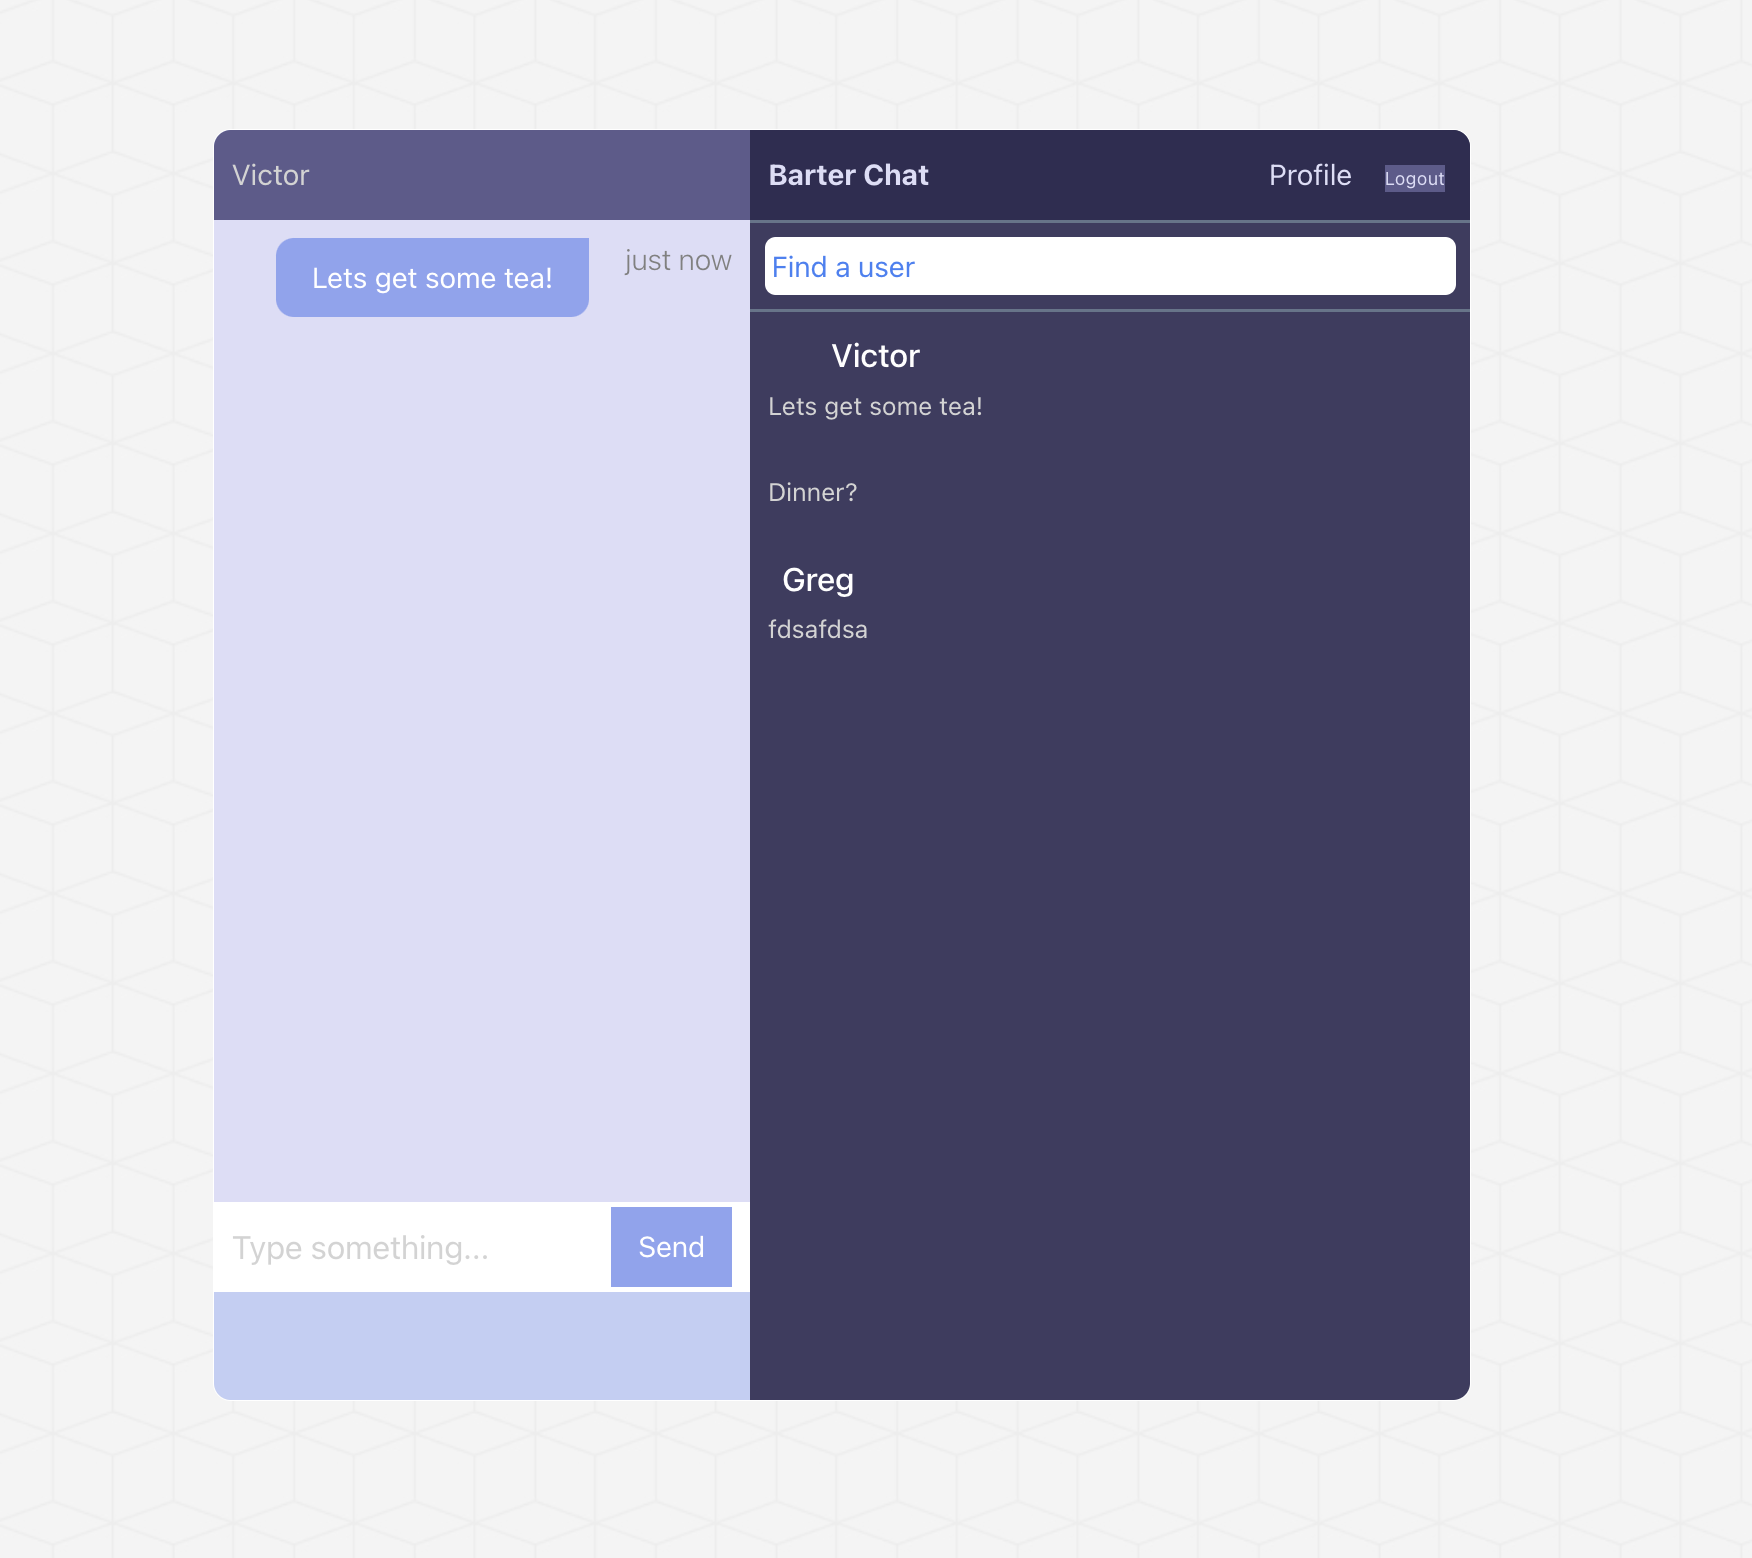 Victor
Lets get some tea!
just now
Type something...
Send
Barter Chat
Profile
Logout
Find a user
Victor
Lets get some tea!
Dinner?
Greg
fdsafdsa